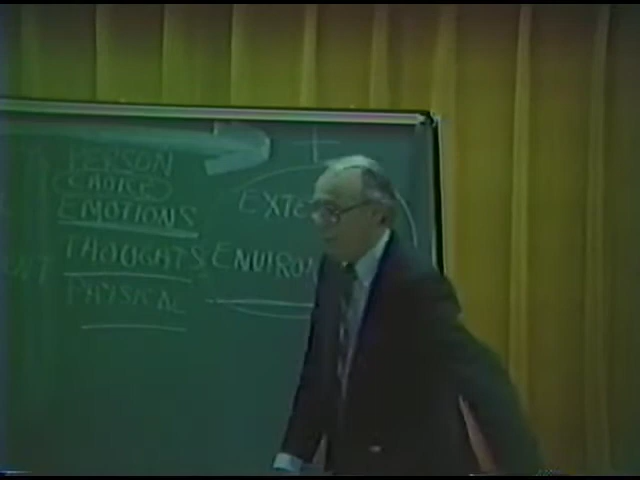 PERSON
CHOICE
EMOTIONS
THOUGHTS
PHYSICAL
+
EXTE
ENVIRON